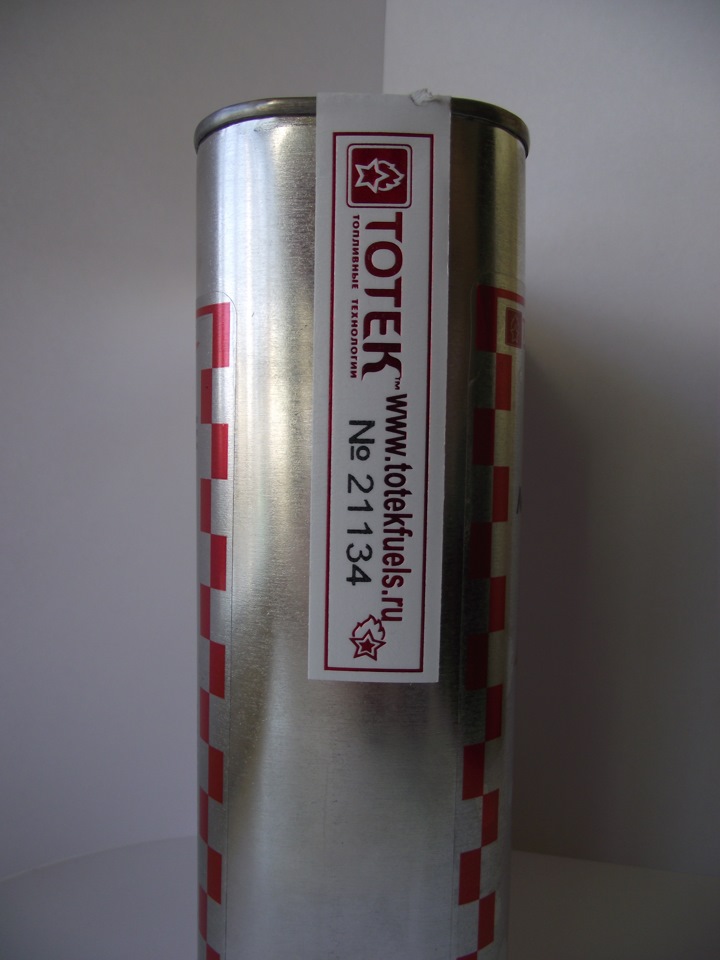 ТОТЕК™
ТОПЛИВНЫЕ ТЕХНОЛОГИИ
www.totekfuels.ru
№ 21134